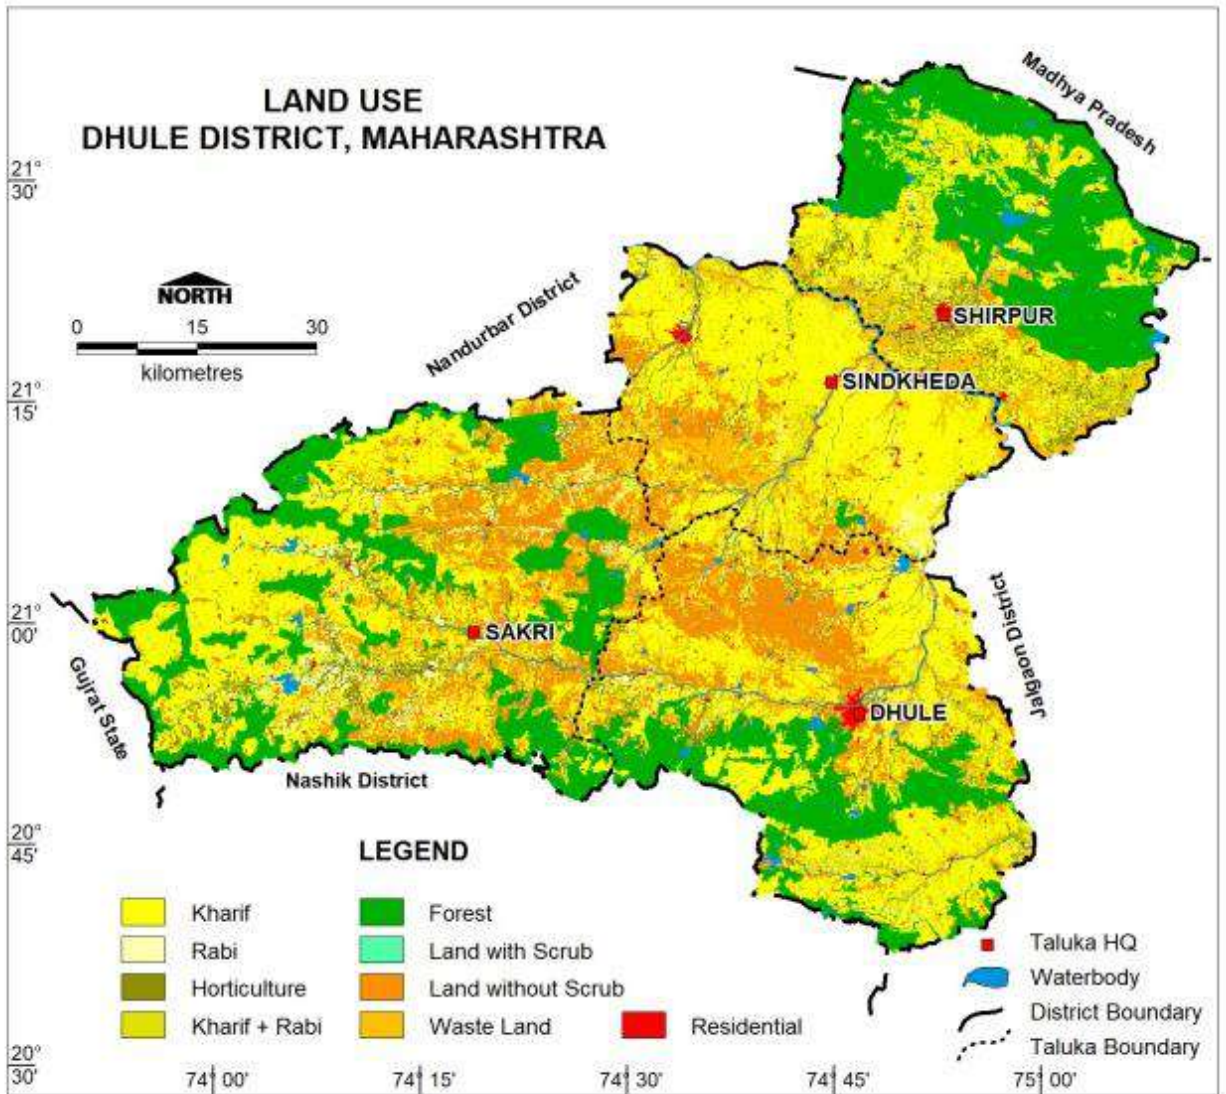 LAND USE
DHULE DISTRICT, MAHARASHTRA
Madhya Pradesh
21°
30'
NORTH
0 15 30
kilometres
Nandurbar District
SHIRPUR
SINDKHEDA
21°
15'
21°
00'
SAKRI
Jalgaon District
Gujrat State
DHULE
Nashik District
20°
45'
LEGEND
Kharif
Rabi
Horticulture
Kharif + Rabi
Forest
Land with Scrub
Land without Scrub
Waste Land
Residential
Taluka HQ
Waterbody
District Boundary
Taluka Boundary
20°
30'
74° 00' 74° 15' 74° 30' 74° 45' 75° 00'